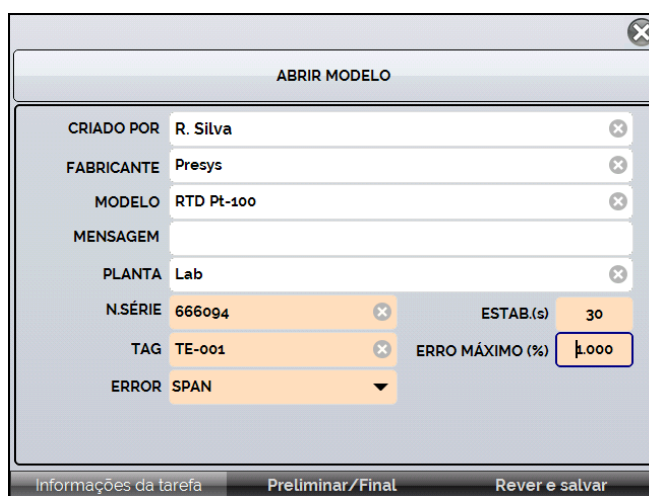 ABRIR MODELO
CRIADO POR R. Silva
FABRICANTE Presys
MODELO RTD Pt-100
MENSAGEM
PLANTA Lab
N.SÉRIE 666094 ESTAB.(s) 30
TAG TE-001 ERRO MÁXIMO (%) 1.000
ERROR SPAN
Informações da tarefa Preliminar/Final Rever e salvar